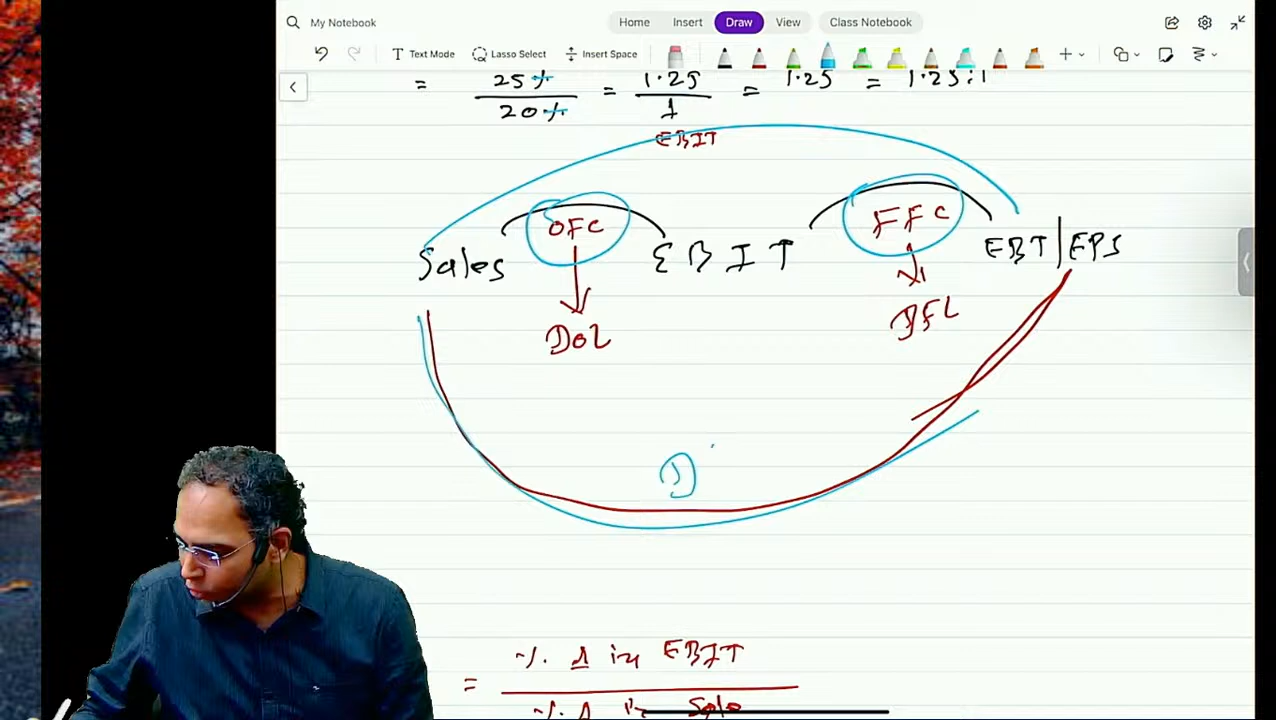 My Notebook
Home Insert Draw View Class Notebook
Text Mode Lasso Select Insert Space
= 25% / 20% = 1.25 / 1 = 1.25 = 1.25:1
EBIT
Sales OFC EBIT FFC EBT|EPS
DOL DFL
D
= % Δ in EBIT
% Δ in Sales